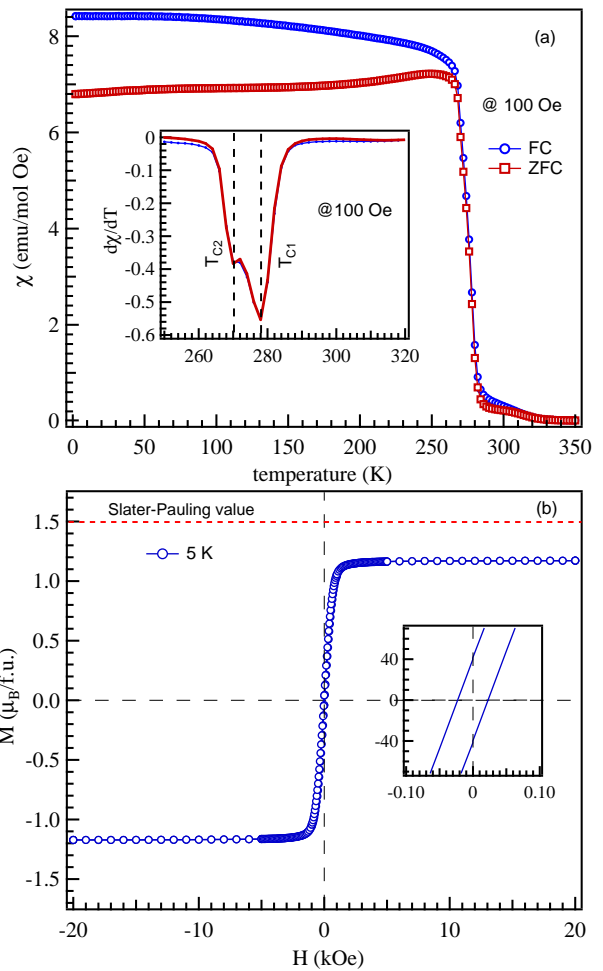 (a)
8
6
4
2
0
χ (emu/mol Oe)
@ 100 Oe
FC
ZFC
0
-0.1
-0.2
-0.3
-0.4
-0.5
-0.6
dχ/dT
@100 Oe
T_C2
T_C1
260
280
300
320
0
50
100
150
200
250
300
350
temperature (K)
Slater-Pauling value
(b)
1.5
1.0
0.5
0.0
-0.5
-1.0
-1.5
M (μ_B/f.u.)
5 K
40
0
-40
-0.10
0
0.10
-20
-10
0
10
20
H (kOe)